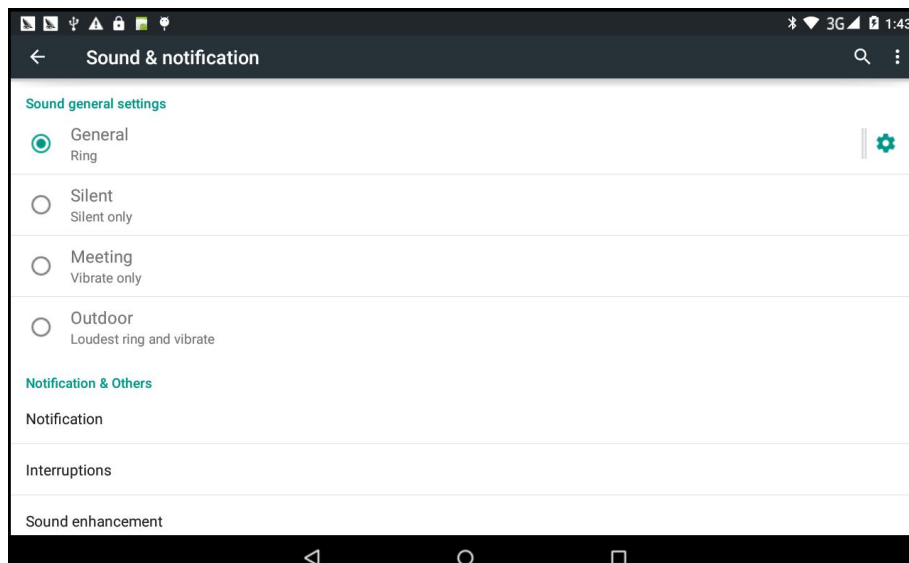 3G 1:43
Sound & notification
Sound general settings
General
Ring
Silent
Silent only
Meeting
Vibrate only
Outdoor
Loudest ring and vibrate
Notification & Others
Notification
Interruptions
Sound enhancement